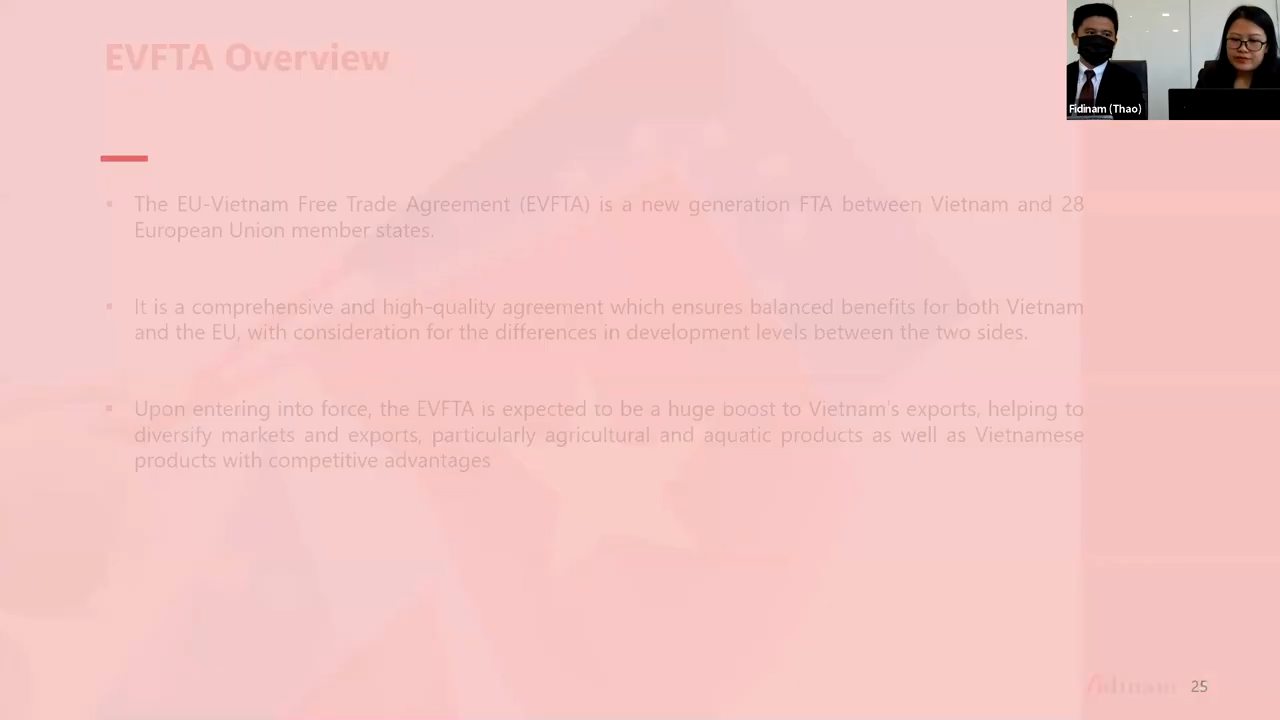 EVFTA Overview
Fidinam (Thao)
▪ The EU-Vietnam Free Trade Agreement (EVFTA) is a new generation FTA between Vietnam and 28
European Union member states.
▪ It is a comprehensive and high-quality agreement which ensures balanced benefits for both Vietnam
and the EU, with consideration for the differences in development levels between the two sides.
▪ Upon entering into force, the EVFTA is expected to be a huge boost to Vietnam's exports, helping to
diversify markets and exports, particularly agricultural and aquatic products as well as Vietnamese
products with competitive advantages
Fidinam 25